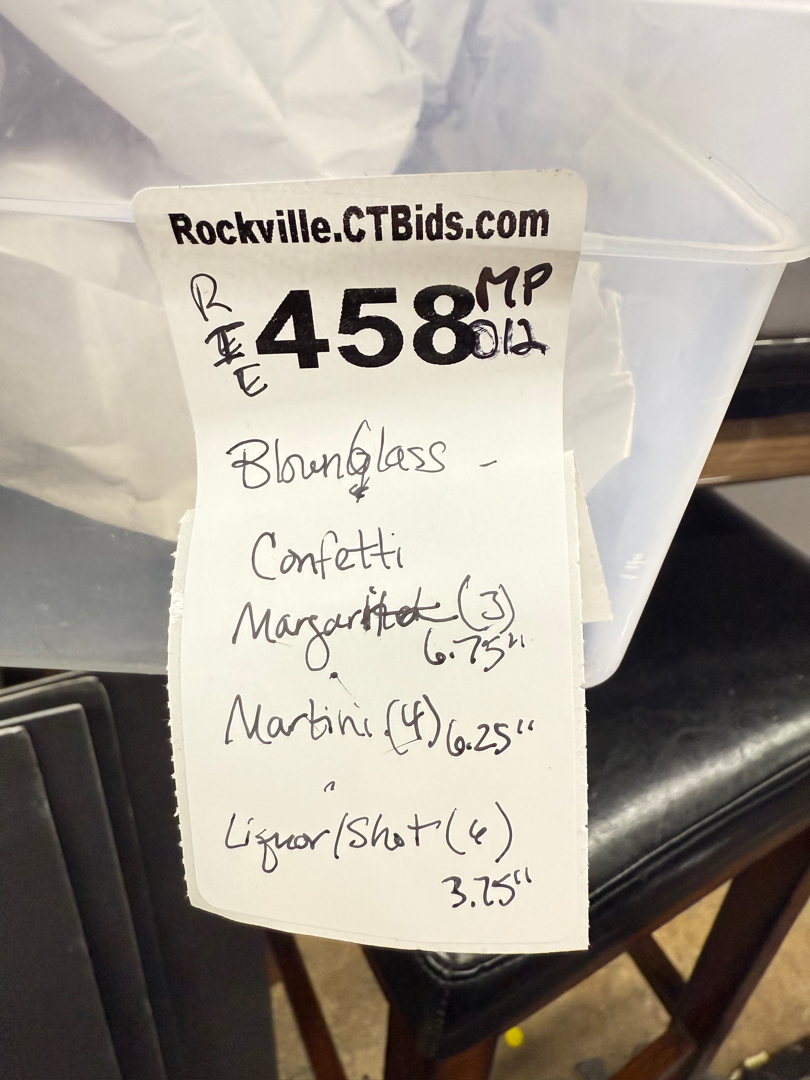 Rockville.CTBids.com
R
E
458
MP
012
BlownGlass -
Confetti
Margarita (3)
6.75"
Martini (4) 6.25"
"
Liquor/Shot (6)
3.75"